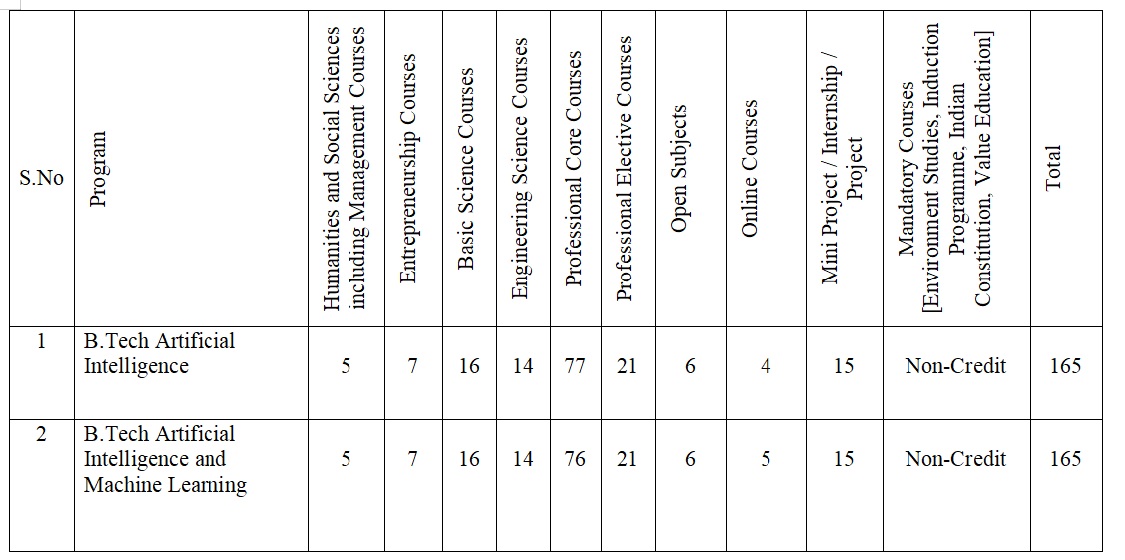 S.No
Program
Humanities and Social Sciences
including Management Courses
Entrepreneurship Courses
Basic Science Courses
Engineering Science Courses
Professional Core Courses
Professional Elective Courses
Open Subjects
Online Courses
Mini Project / Internship /
Project
Mandatory Courses
[Environment Studies, Induction
Programme, Indian
Constitution, Value Education]
Total
1
B.Tech Artificial
Intelligence
5
7
16
14
77
21
6
4
15
Non-Credit
165
2
B.Tech Artificial
Intelligence and
Machine Learning
5
7
16
14
76
21
6
5
15
Non-Credit
165